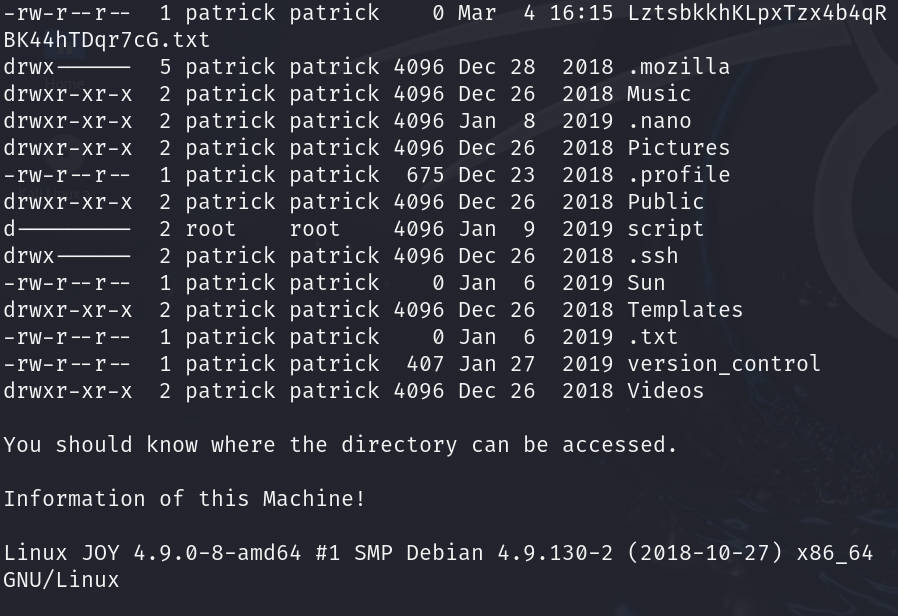 -rw-r--r--  1 patrick patrick    0 Mar  4 16:15 LztsbkkhKLpxTzx4b4qR
BK44hTDqr7cG.txt
drwx------  5 patrick patrick 4096 Dec 28  2018 .mozilla
drwxr-xr-x  2 patrick patrick 4096 Dec 26  2018 Music
drwxr-xr-x  2 patrick patrick 4096 Jan  8  2019 .nano
drwxr-xr-x  2 patrick patrick 4096 Dec 26  2018 Pictures
-rw-r--r--  1 patrick patrick  675 Dec 23  2018 .profile
drwxr-xr-x  2 patrick patrick 4096 Dec 26  2018 Public
d---------  2 root    root    4096 Jan  9  2019 script
drwx------  2 patrick patrick 4096 Dec 26  2018 .ssh
-rw-r--r--  1 patrick patrick    0 Jan  6  2019 Sun
drwxr-xr-x  2 patrick patrick 4096 Dec 26  2018 Templates
-rw-r--r--  1 patrick patrick    0 Jan  6  2019 .txt
-rw-r--r--  1 patrick patrick  407 Jan 27  2019 version_control
drwxr-xr-x  2 patrick patrick 4096 Dec 26  2018 Videos
You should know where the directory can be accessed.
Information of this Machine!
Linux JOY 4.9.0-8-amd64 #1 SMP Debian 4.9.130-2 (2018-10-27) x86_64
GNU/Linux